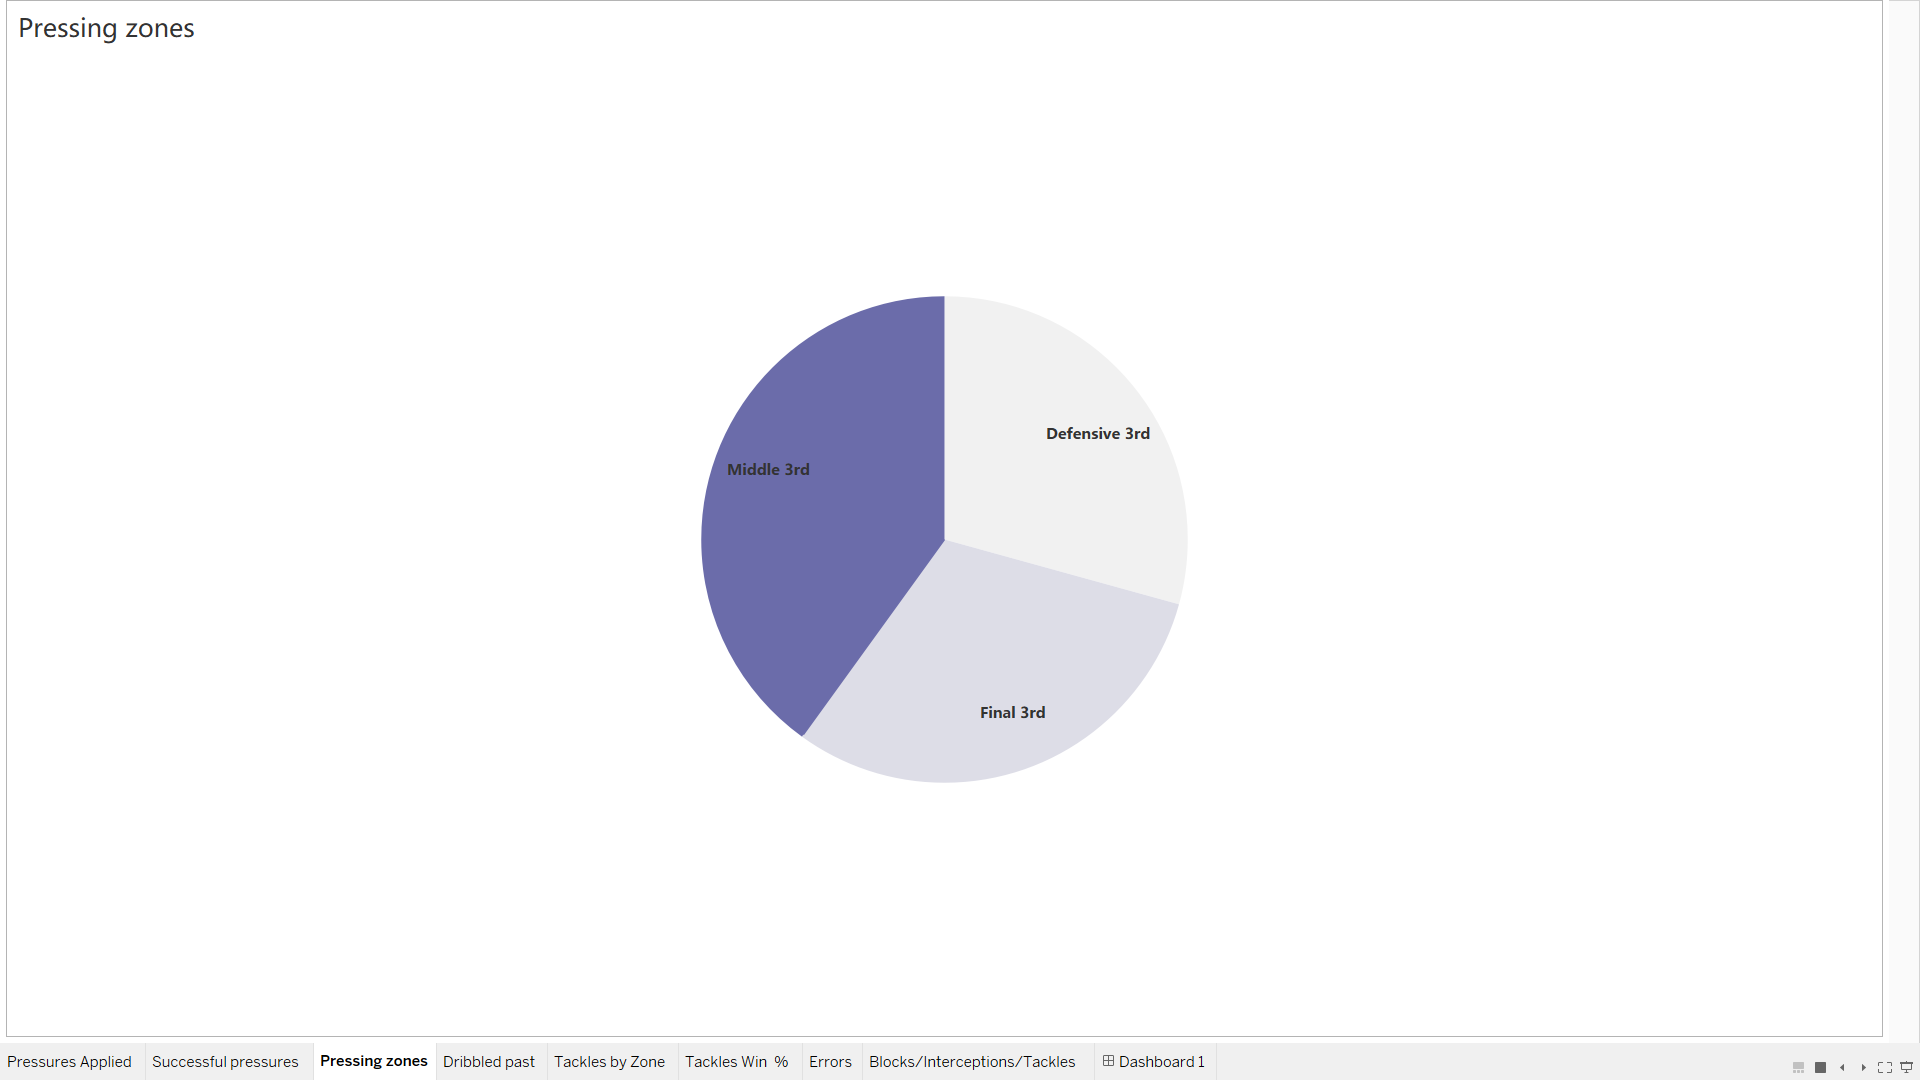 Pressing zones
Defensive 3rd
Middle 3rd
Final 3rd
Pressures Applied Successful pressures Pressing zones Dribbled past Tackles by Zone Tackles Win % Errors Blocks/Interceptions/Tackles Dashboard 1